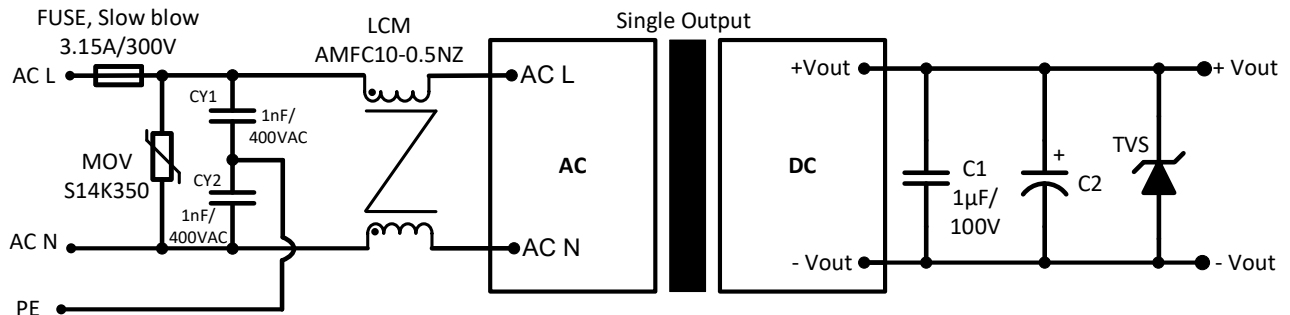 FUSE, Slow blow
3.15A/300V
LCM
AMFC10-0.5NZ
Single Output
AC L
CY1
1nF/
400VAC
AC L
+Vout
+ Vout
MOV
S14K350
CY2
1nF/
400VAC
AC
DC
C1
1µF/
100V
+
C2
TVS
AC N
AC N
- Vout
- Vout
PE